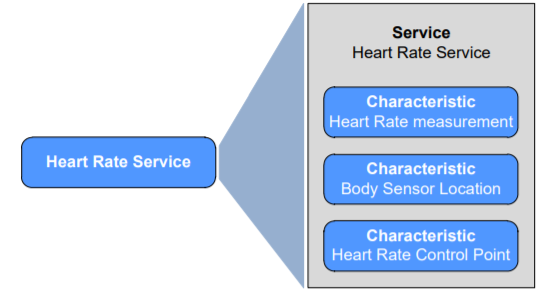 Heart Rate Service
Service
Heart Rate Service
Characteristic
Heart Rate measurement
Characteristic
Body Sensor Location
Characteristic
Heart Rate Control Point